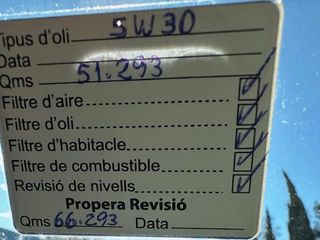 Tipus d'oli 5W30
Data
Qms 51.293
Filtre d'aire ✓
Filtre d'oli ✓
Filtre d'habitacle ✓
Filtre de combustible ✓
Revisió de nivells ✓
Propera Revisió
Qms 66.293 Data